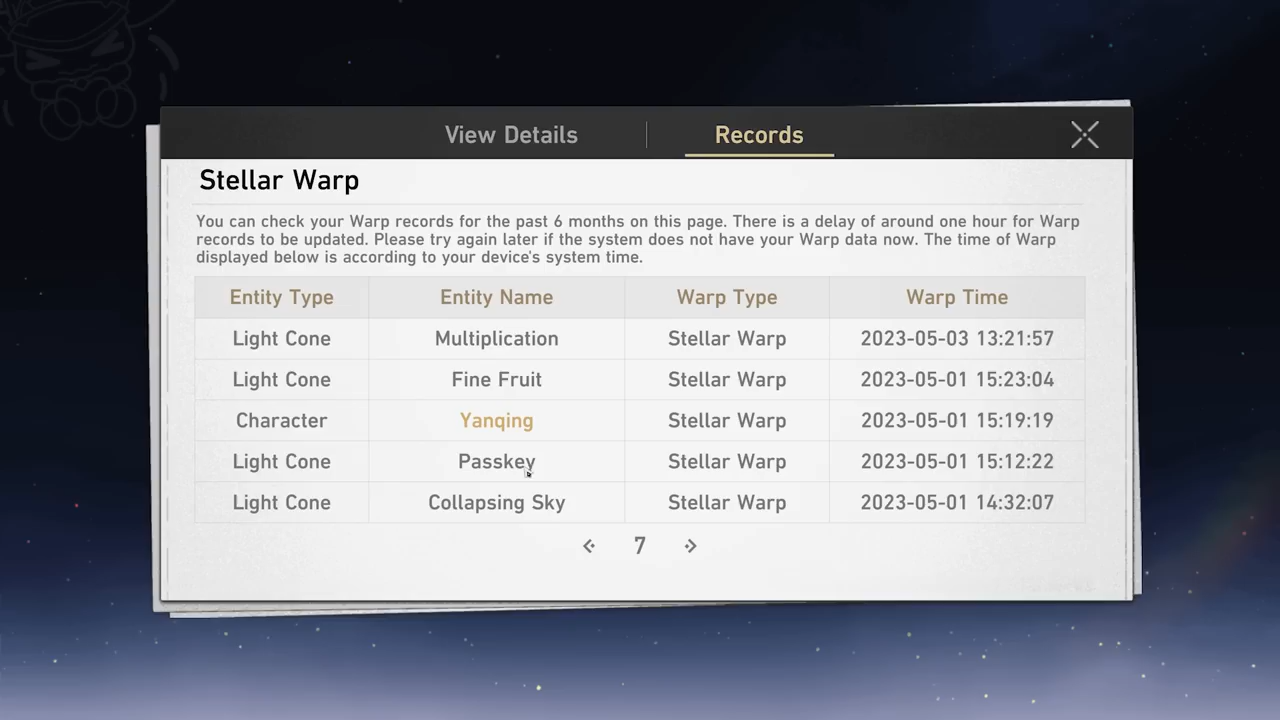 View Details
Records
Stellar Warp
You can check your Warp records for the past 6 months on this page. There is a delay of around one hour for Warp
records to be updated. Please try again later if the system does not have your Warp data now. The time of Warp
displayed below is according to your device's system time.
Entity Type Entity Name Warp Type Warp Time
Light Cone Multiplication Stellar Warp 2023-05-03 13:21:57
Light Cone Fine Fruit Stellar Warp 2023-05-01 15:23:04
Character Yanqing Stellar Warp 2023-05-01 15:19:19
Light Cone Passkey Stellar Warp 2023-05-01 15:12:22
Light Cone Collapsing Sky Stellar Warp 2023-05-01 14:32:07
7